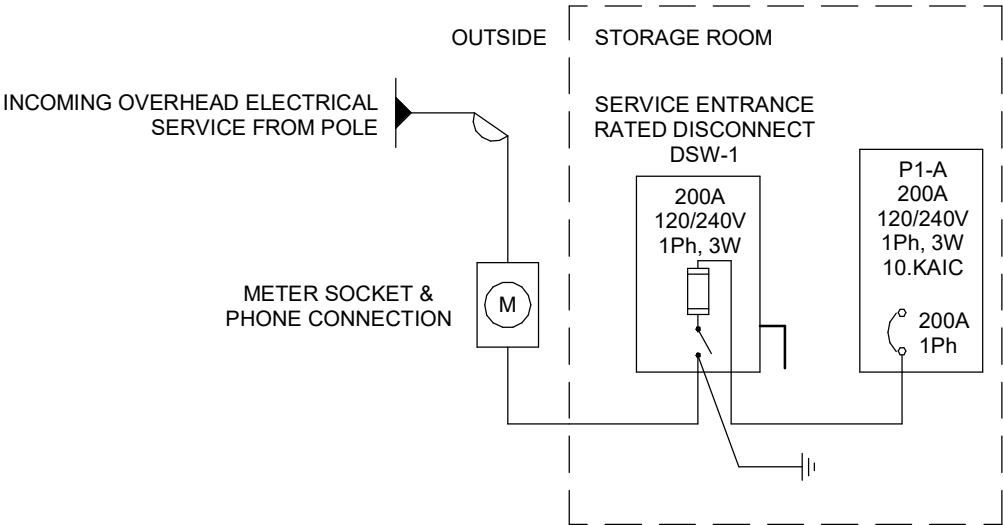 OUTSIDE
STORAGE ROOM
INCOMING OVERHEAD ELECTRICAL
SERVICE FROM POLE
SERVICE ENTRANCE
RATED DISCONNECT
DSW-1
200A
120/240V
1Ph, 3W
P1-A
200A
120/240V
1Ph, 3W
10.KAIC
METER SOCKET &
PHONE CONNECTION
M
200A
1Ph